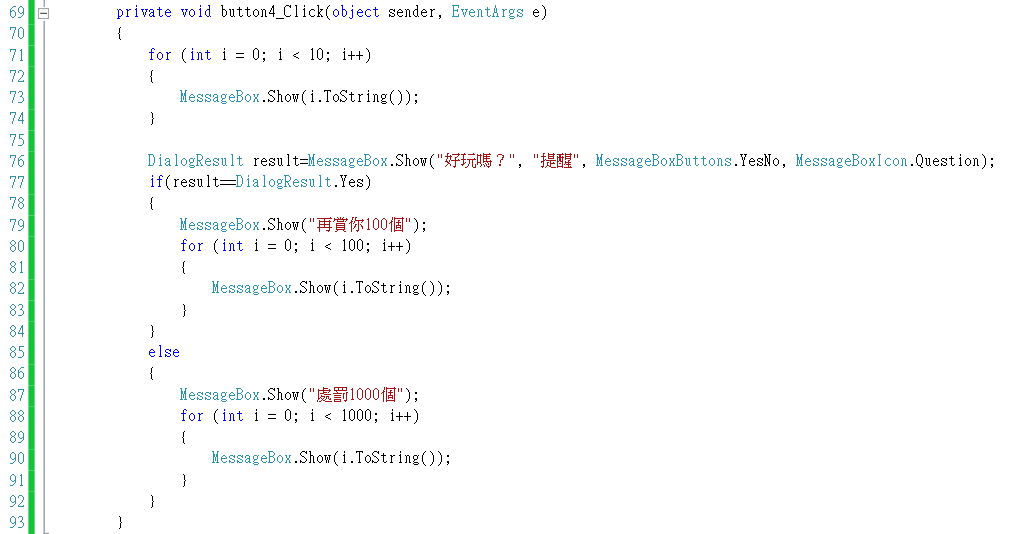 69 private void button4_Click(object sender, EventArgs e)
70 {
71 for (int i = 0; i < 10; i++)
72 {
73 MessageBox.Show(i.ToString());
74 }
75
76 DialogResult result=MessageBox.Show("好玩嗎？", "提醒", MessageBoxButtons.YesNo, MessageBoxIcon.Question);
77 if(result==DialogResult.Yes)
78 {
79 MessageBox.Show("再賞你100個");
80 for (int i = 0; i < 100; i++)
81 {
82 MessageBox.Show(i.ToString());
83 }
84 }
85 else
86 {
87 MessageBox.Show("處罰1000個");
88 for (int i = 0; i < 1000; i++)
89 {
90 MessageBox.Show(i.ToString());
91 }
92 }
93 }